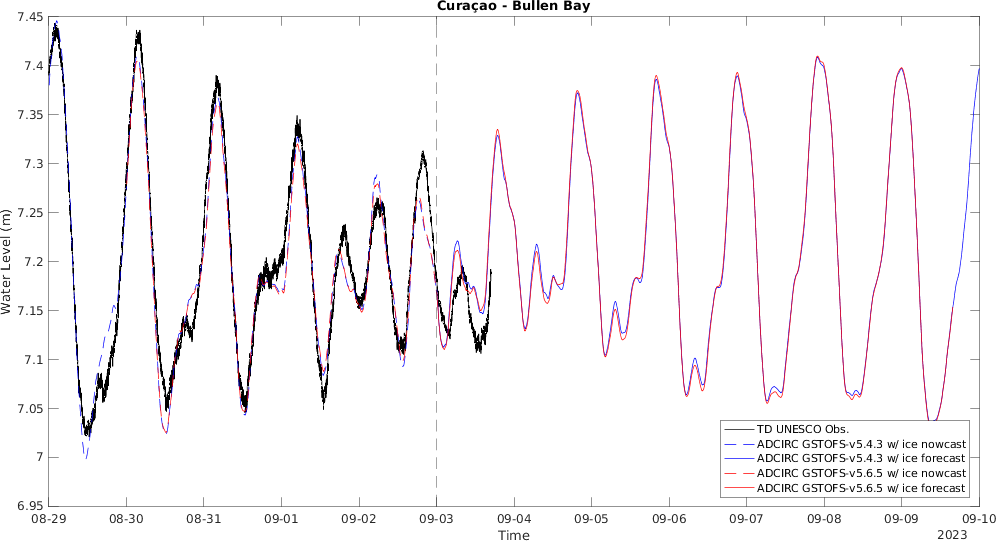 Curaçao - Bullen Bay
Water Level (m)
7.45
7.4
7.35
7.3
7.25
7.2
7.15
7.1
7.05
7
6.95
08-29 08-30 08-31 09-01 09-02 09-03 09-04 09-05 09-06 09-07 09-08 09-09 09-10
Time
2023
TD UNESCO Obs.
ADCIRC GSTOFS-v5.4.3 w/ ice nowcast
ADCIRC GSTOFS-v5.4.3 w/ ice forecast
ADCIRC GSTOFS-v5.6.5 w/ ice nowcast
ADCIRC GSTOFS-v5.6.5 w/ ice forecast